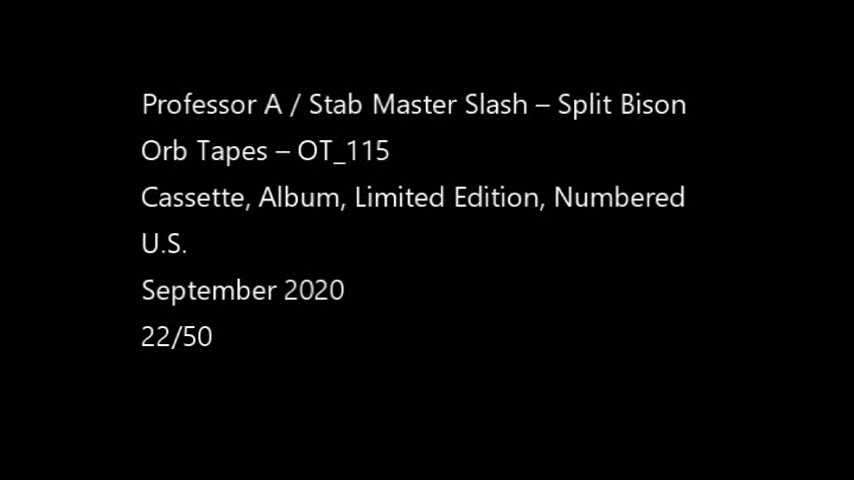 Professor A / Stab Master Slash – Split Bison
Orb Tapes – OT_115
Cassette, Album, Limited Edition, Numbered
U.S.
September 2020
22/50